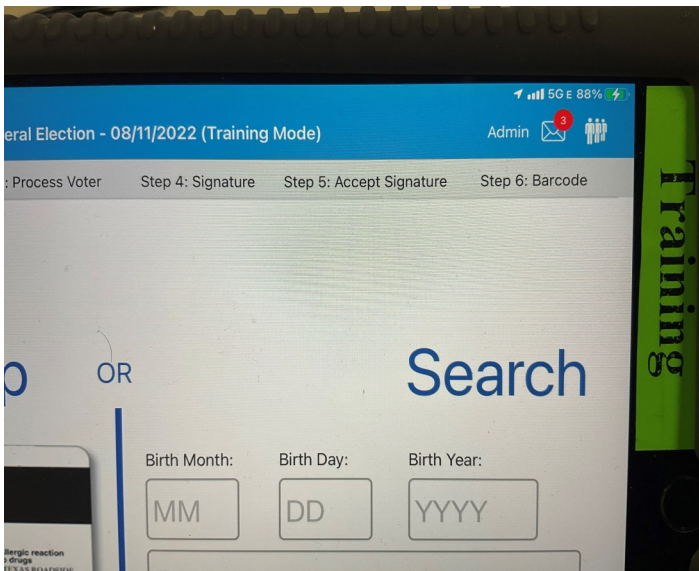 5G E 88%
eral Election - 08/11/2022 (Training Mode)
Admin
3
: Process Voter Step 4: Signature Step 5: Accept Signature Step 6: Barcode
p OR Search
Birth Month: Birth Day: Birth Year:
MM DD YYYY
llergic reaction
o drugs
TEXAS ROADSIDE
Training